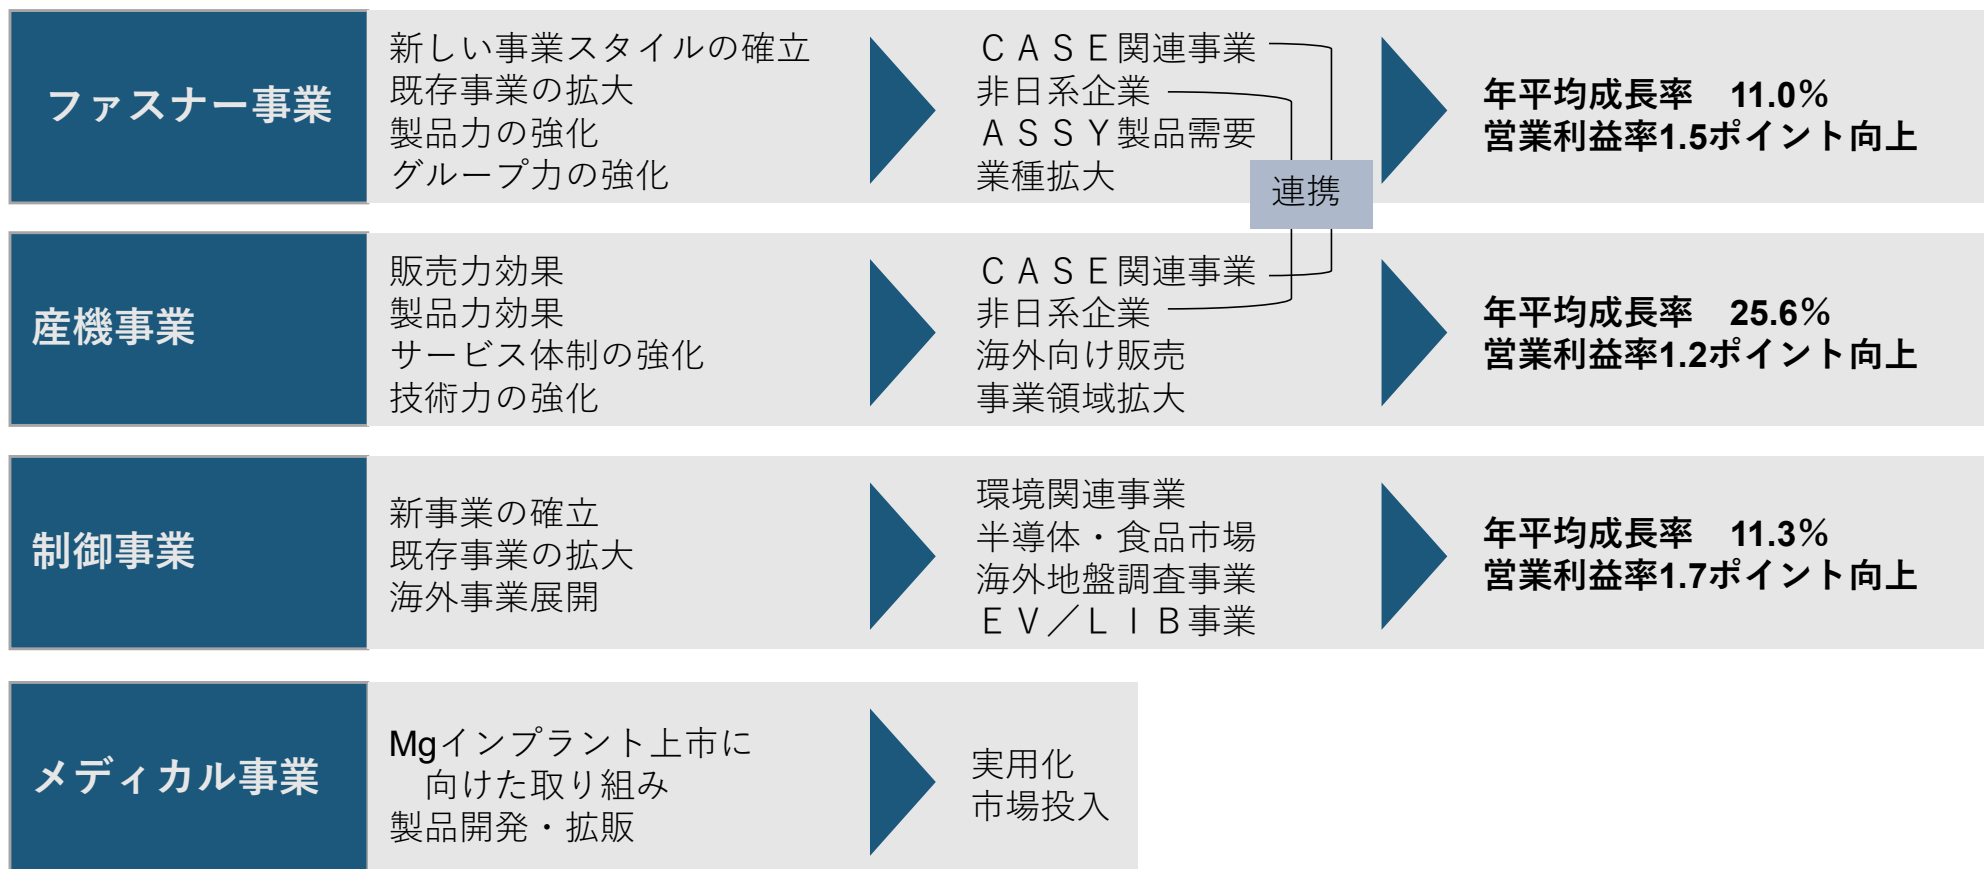 ファスナー事業
新しい事業スタイルの確立
既存事業の拡大
製品力の強化
グループ力の強化
ＣＡＳＥ関連事業
非日系企業
ＡＳＳＹ製品需要
業種拡大
年平均成長率　11.0%
営業利益率1.5ポイント向上
連携
産機事業
販売力効果
製品力効果
サービス体制の強化
技術力の強化
ＣＡＳＥ関連事業
非日系企業
海外向け販売
事業領域拡大
年平均成長率　25.6%
営業利益率1.2ポイント向上
制御事業
新事業の確立
既存事業の拡大
海外事業展開
環境関連事業
半導体・食品市場
海外地盤調査事業
ＥＶ／ＬＩＢ事業
年平均成長率　11.3%
営業利益率1.7ポイント向上
メディカル事業
Mgインプラント上市に
　向けた取り組み
製品開発・拡販
実用化
市場投入